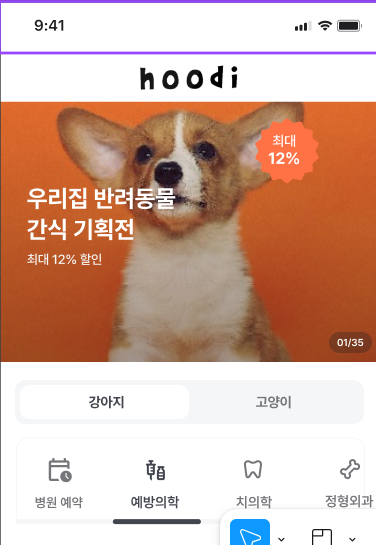 9:41
hoodi
최대
12%
우리집 반려동물
간식 기획전
최대 12% 할인
01/35
강아지
고양이
병원 예약
예방의학
치의학
정형외과